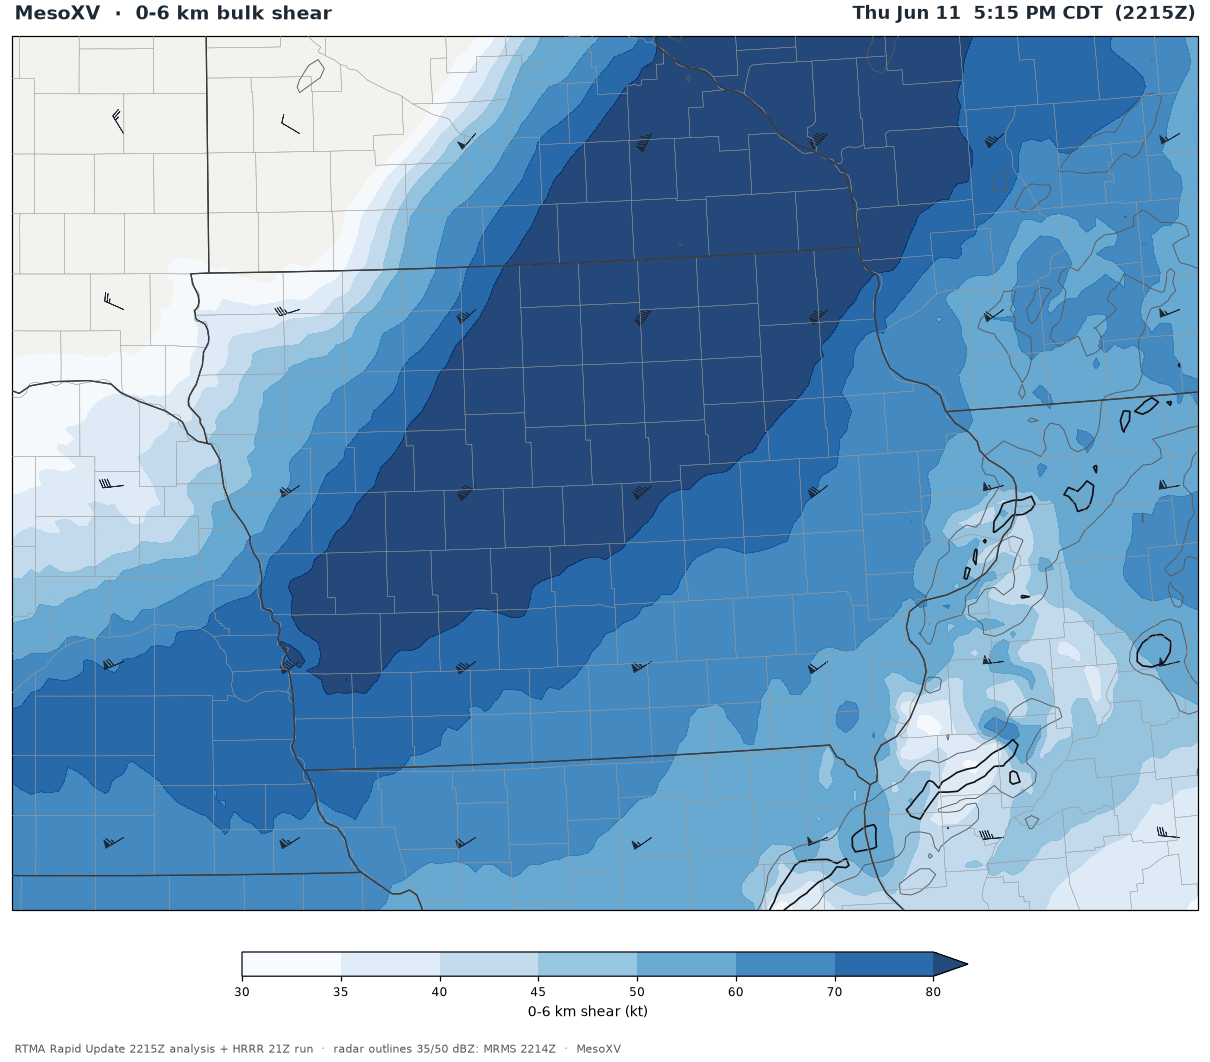 MesoXV · 0-6 km bulk shear
Thu Jun 11 5:15 PM CDT (2215Z)
30 35 40 45 50 60 70 80
0-6 km shear (kt)
RTMA Rapid Update 2215Z analysis + HRRR 21Z run · radar outlines 35/50 dBZ: MRMS 2214Z · MesoXV